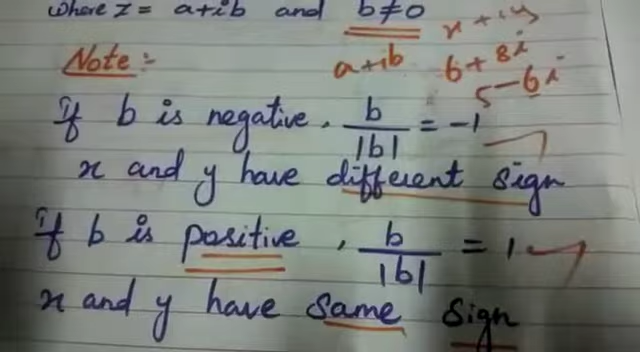 where z = a+ib and b≠0
x + iy
Note :-
a+ib
6 + 8i
5 - 6i
if b is negative, b/|b| = -1
x and y have different sign
if b is positive, b/|b| = 1
x and y have same sign